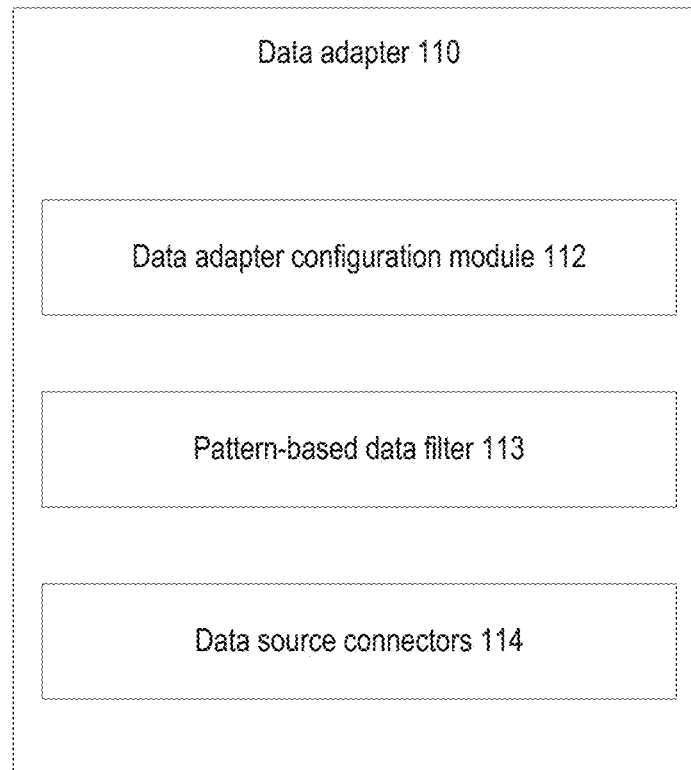 Data adapter 110
Data adapter configuration module 112
Pattern-based data filter 113
Data source connectors 114